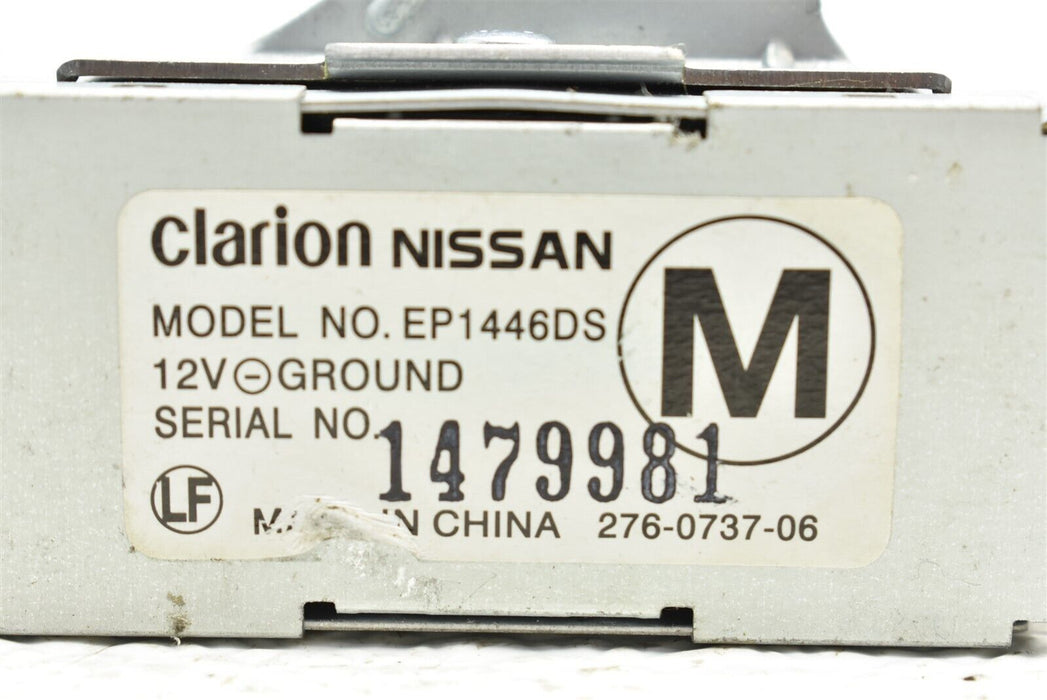 clarion NISSAN
M
MODEL NO. EP1446DS
12V⊖GROUND
SERIAL NO. 1479981
LF
IN CHINA 276-0737-06